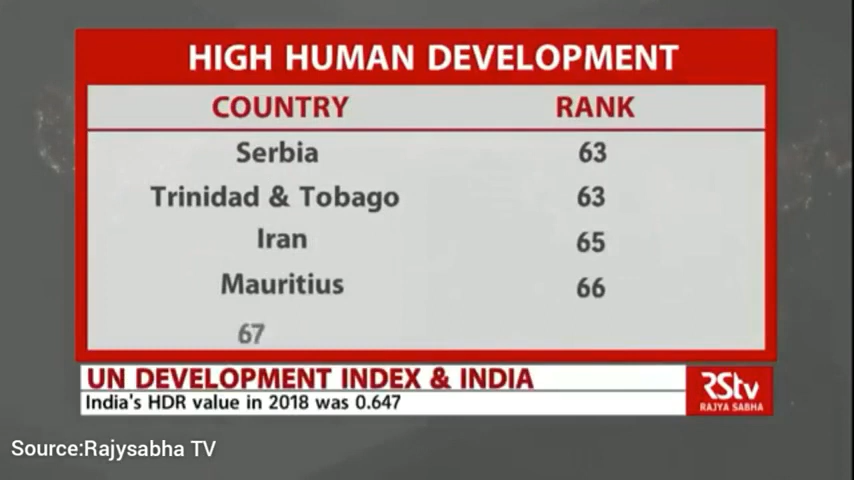 HIGH HUMAN DEVELOPMENT
COUNTRY RANK
Serbia 63
Trinidad & Tobago 63
Iran 65
Mauritius 66
67
UN DEVELOPMENT INDEX & INDIA
India's HDR value in 2018 was 0.647
RStv
RAJYA SABHA
Source:Rajysabha TV